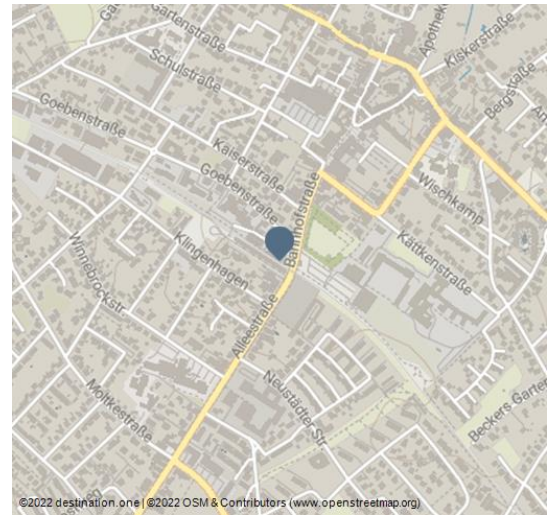 Gartenstraße
Schulstraße
Apotheke
Kiskerstraße
Bergstraße
Goebenstraße
Kaiserstraße
Goebenstraße
Bahnhofstraße
Wischkamp
Kättkenstraße
Winnebrockstr.
Klingenhagen
Alleestraße
Moltkestraße
Neustädter Str
Beckers Garten
©2022 destination.one | ©2022 OSM & Contributors (www.openstreetmap.org)